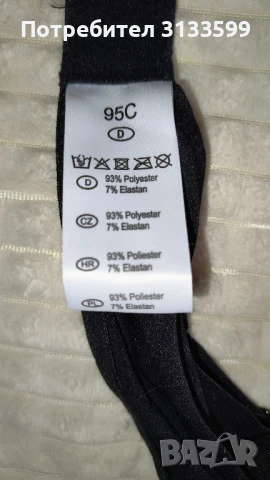 Потребител 3133599
95C
D
D 93% Polyester
7% Elastan
CZ 93% Polyester
7% Elastan
HR 93% Poliester
7% Elastan
PL 93% Poliester
7% Elastan
BAZAR